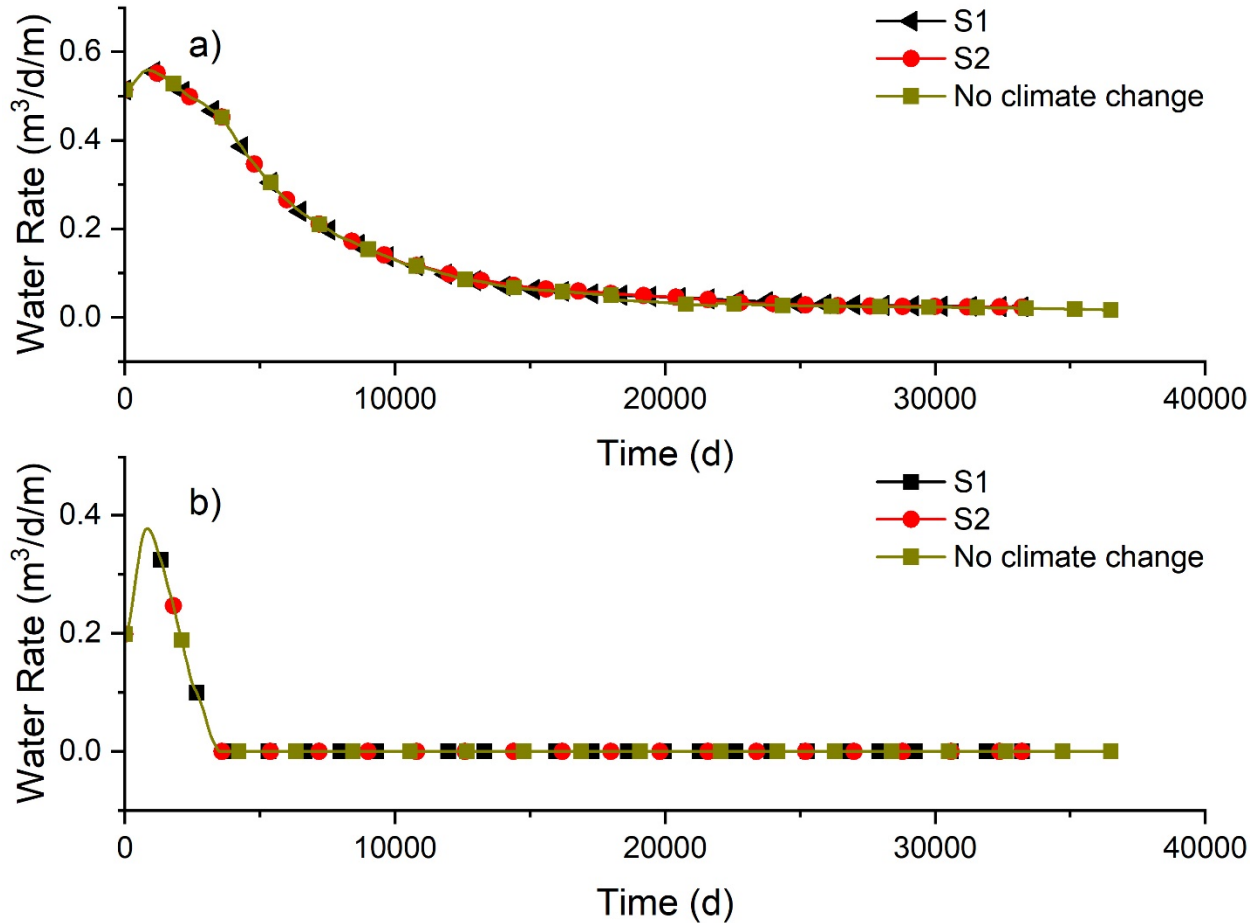 a)
S1
S2
No climate change
Water Rate (m³/d/m)
0.6
0.4
0.2
0.0
0 10000 20000 30000 40000
Time (d)
b)
S1
S2
No climate change
Water Rate (m³/d/m)
0.4
0.2
0.0
0 10000 20000 30000 40000
Time (d)